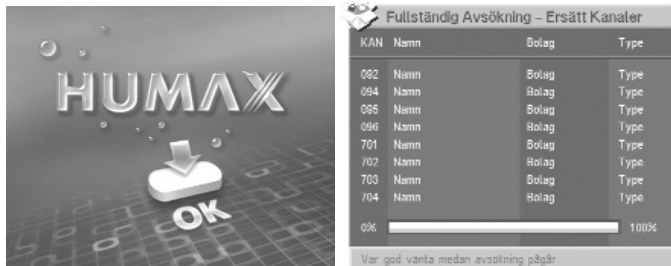 HUMAX
OK
Fullständig Avsökning – Ersätt Kanaler
KAN Namn Bolag Type
092 Namn Bolag Type
094 Namn Bolag Type
095 Namn Bolag Type
096 Namn Bolag Type
701 Namn Bolag Type
702 Namn Bolag Type
703 Namn Bolag Type
704 Namn Bolag Type
0% 100%
Var god vänta medan avsökning pågår